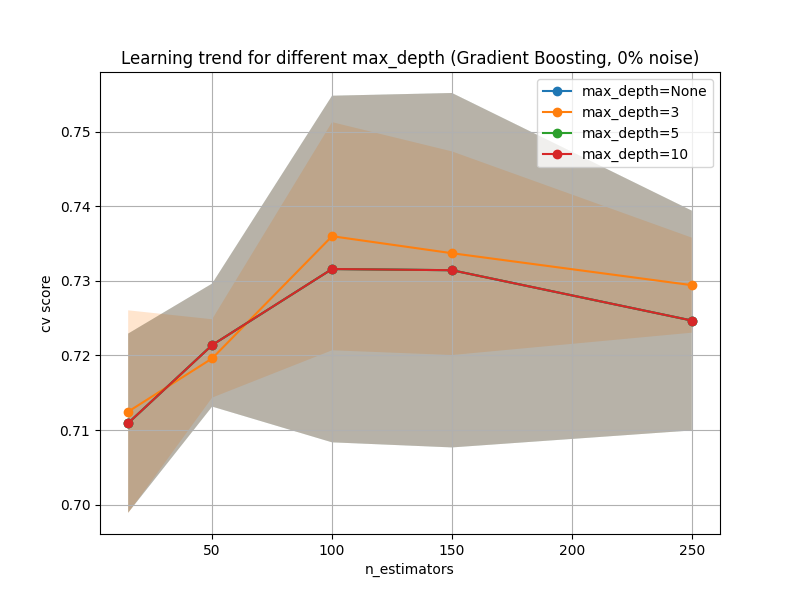 Learning trend for different max_depth (Gradient Boosting, 0% noise)
max_depth=None
max_depth=3
max_depth=5
max_depth=10
0.75
0.74
0.73
0.72
0.71
0.70
cv score
50 100 150 200 250
n_estimators